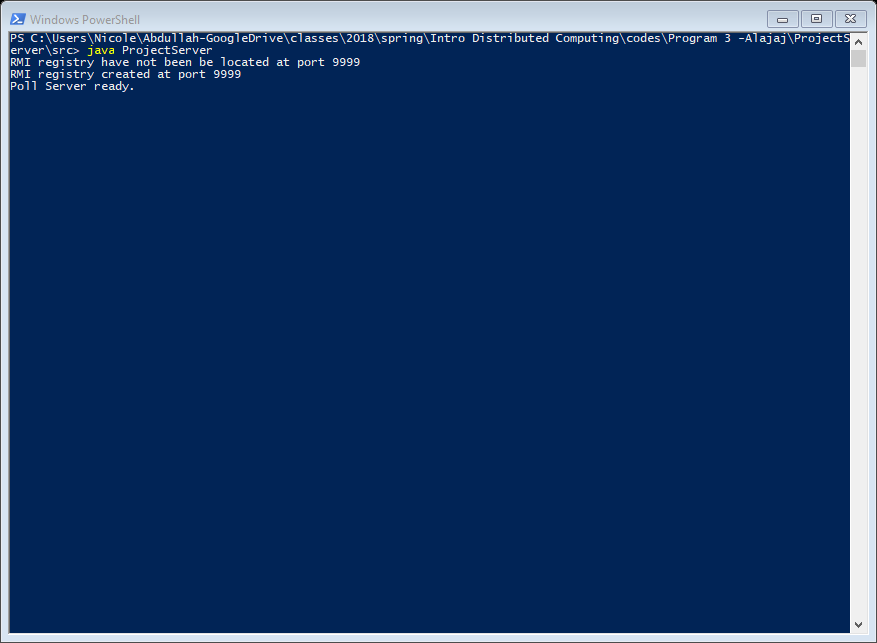 Windows PowerShell
PS C:\Users\Nicole\Abdullah-GoogleDrive\classes\2018\spring\Intro Distributed Computing\codes\Program 3 -Alajaj\ProjectS
erver\src> java ProjectServer
RMI registry have not been be located at port 9999
RMI registry created at port 9999
Poll Server ready.